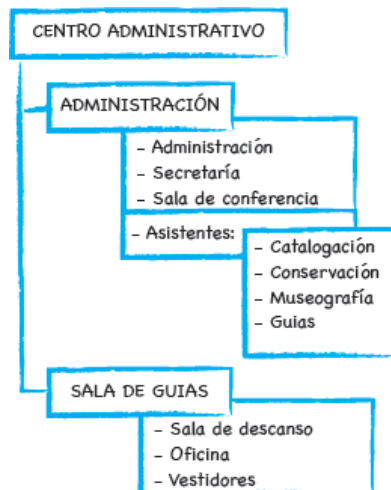 CENTRO ADMINISTRATIVO
ADMINISTRACIÓN
- Administración
- Secretaría
- Sala de conferencia
- Asistentes:
- Catalogación
- Conservación
- Museografía
- Guias
SALA DE GUIAS
- Sala de descanso
- Oficina
- Vestidores